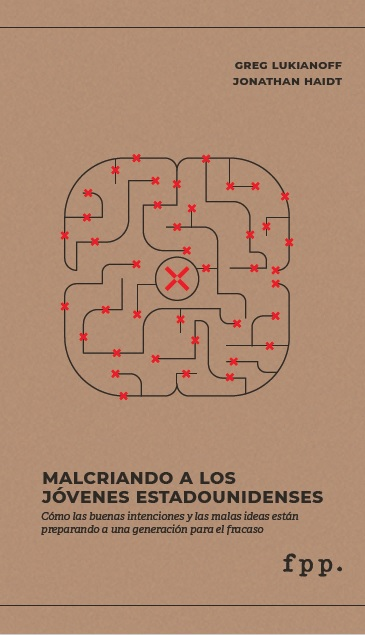 GREG LUKIANOFF
JONATHAN HAIDT
MALCRIANDO A LOS
JÓVENES ESTADOUNIDENSES
Cómo las buenas intenciones y las malas ideas están
preparando a una generación para el fracaso
fpp.